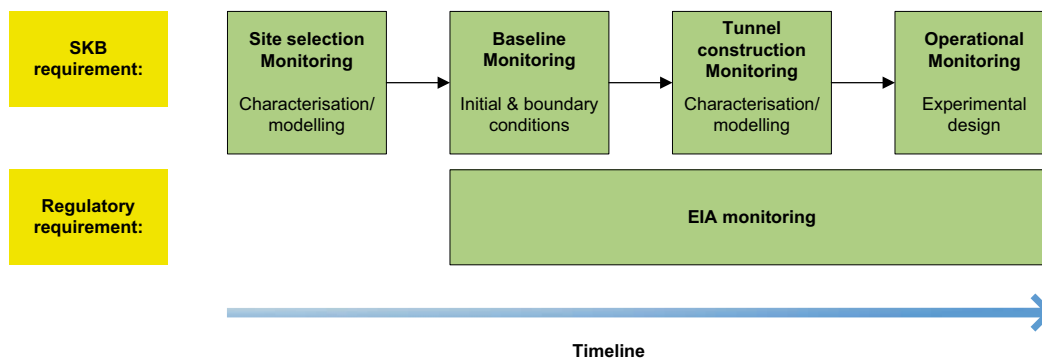 SKB
requirement:
Site selection
Monitoring
Characterisation/
modelling
Baseline
Monitoring
Initial & boundary
conditions
Tunnel
construction
Monitoring
Characterisation/
modelling
Operational
Monitoring
Experimental
design
Regulatory
requirement:
EIA monitoring
Timeline